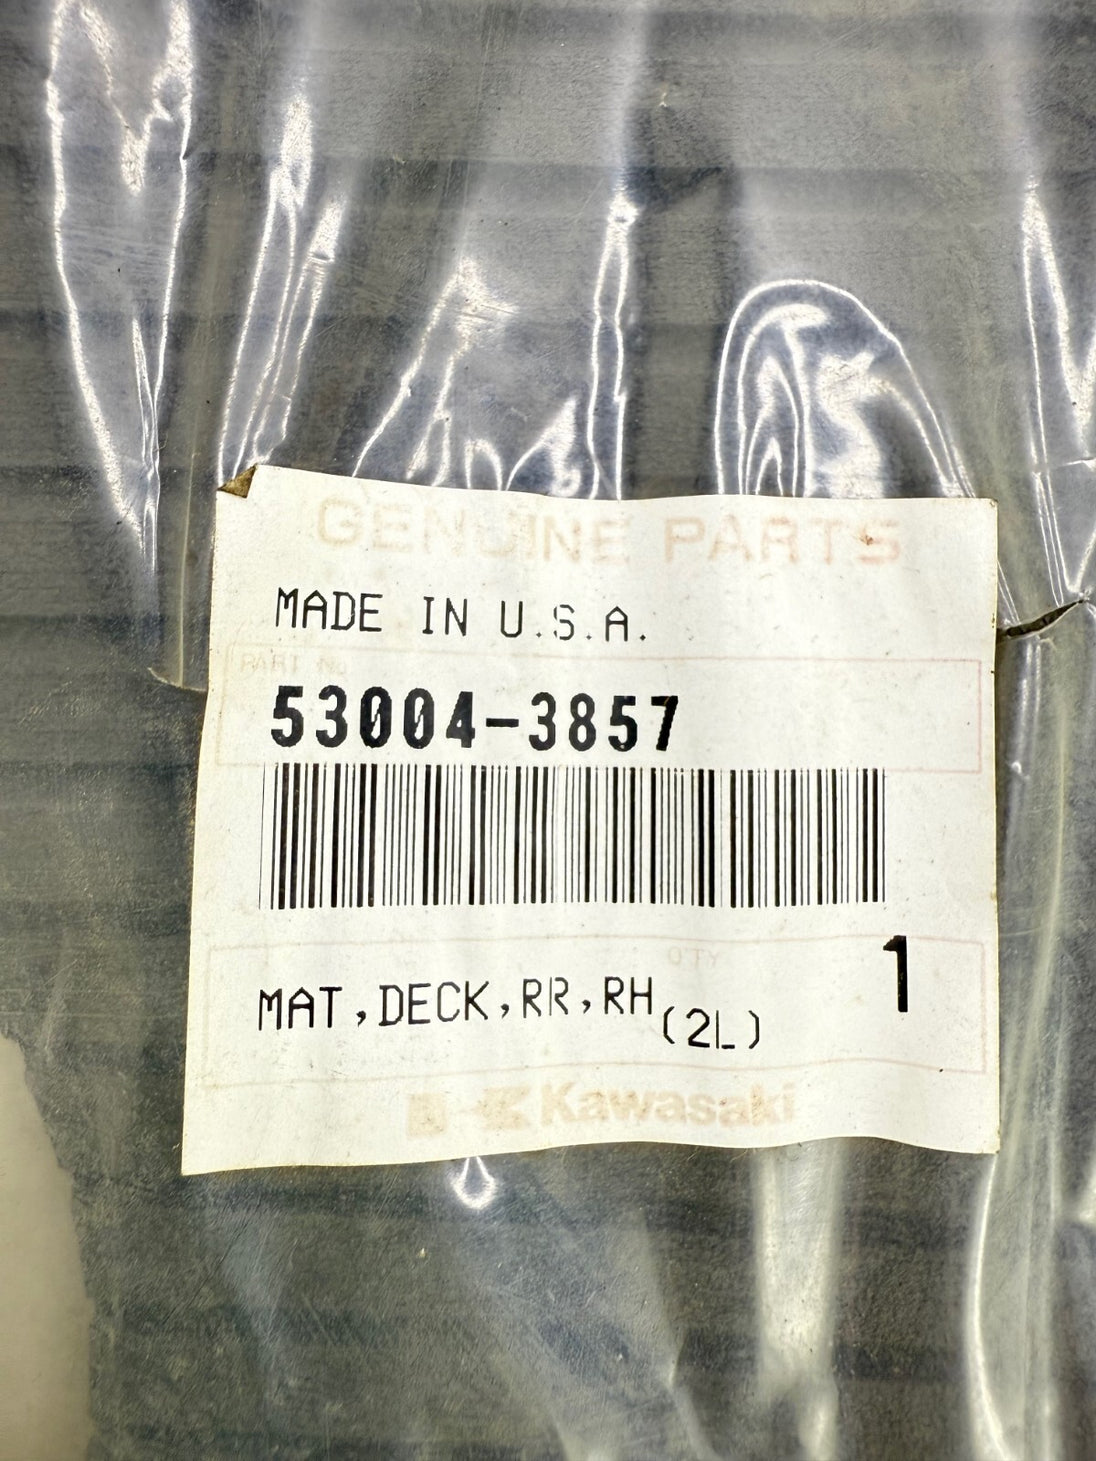 GENUINE PARTS
MADE IN U.S.A.
PART No.
53004-3857
Q'TY
1
MAT,DECK,RR,RH(2L)
Kawasaki